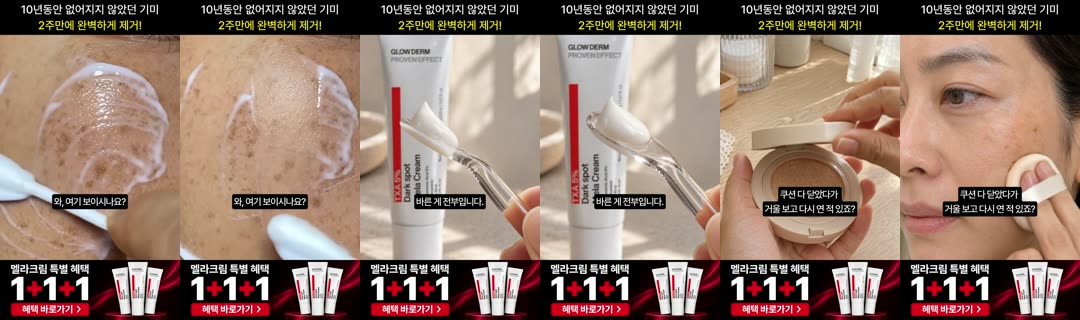 10년동안 없어지지 않았던 기미
2주만에 완벽하게 제거!
와, 여기 보이시나요?
멜라크림 특별 혜택
1+1+1
혜택 바로가기 >
10년동안 없어지지 않았던 기미
2주만에 완벽하게 제거!
와, 여기 보이시나요?
멜라크림 특별 혜택
1+1+1
혜택 바로가기 >
10년동안 없어지지 않았던 기미
2주만에 완벽하게 제거!
GLOW DERM
PROVEN EFFECT
TXA 5%
Dark spot
Mela Cream
바른 게 전부입니다.
멜라크림 특별 혜택
1+1+1
혜택 바로가기 >
10년동안 없어지지 않았던 기미
2주만에 완벽하게 제거!
GLOW DERM
PROVEN EFFECT
TXA 5%
Dark spot
Cream
바른 게 전부입니다.
멜라크림 특별 혜택
1+1+1
혜택 바로가기 >
10년동안 없어지지 않았던 기미
2주만에 완벽하게 제거!
쿠션 다 닫았다가
거울 보고 다시 연 적 있죠?
멜라크림 특별 혜택
1+1+1
혜택 바로가기 >
10년동안 없어지지 않았던 기미
2주만에 완벽하게 제거!
쿠션 다 닫았다가
거울 보고 다시 연 적 있죠?
멜라크림 특별 혜택
1+1+1
혜택 바로가기 >